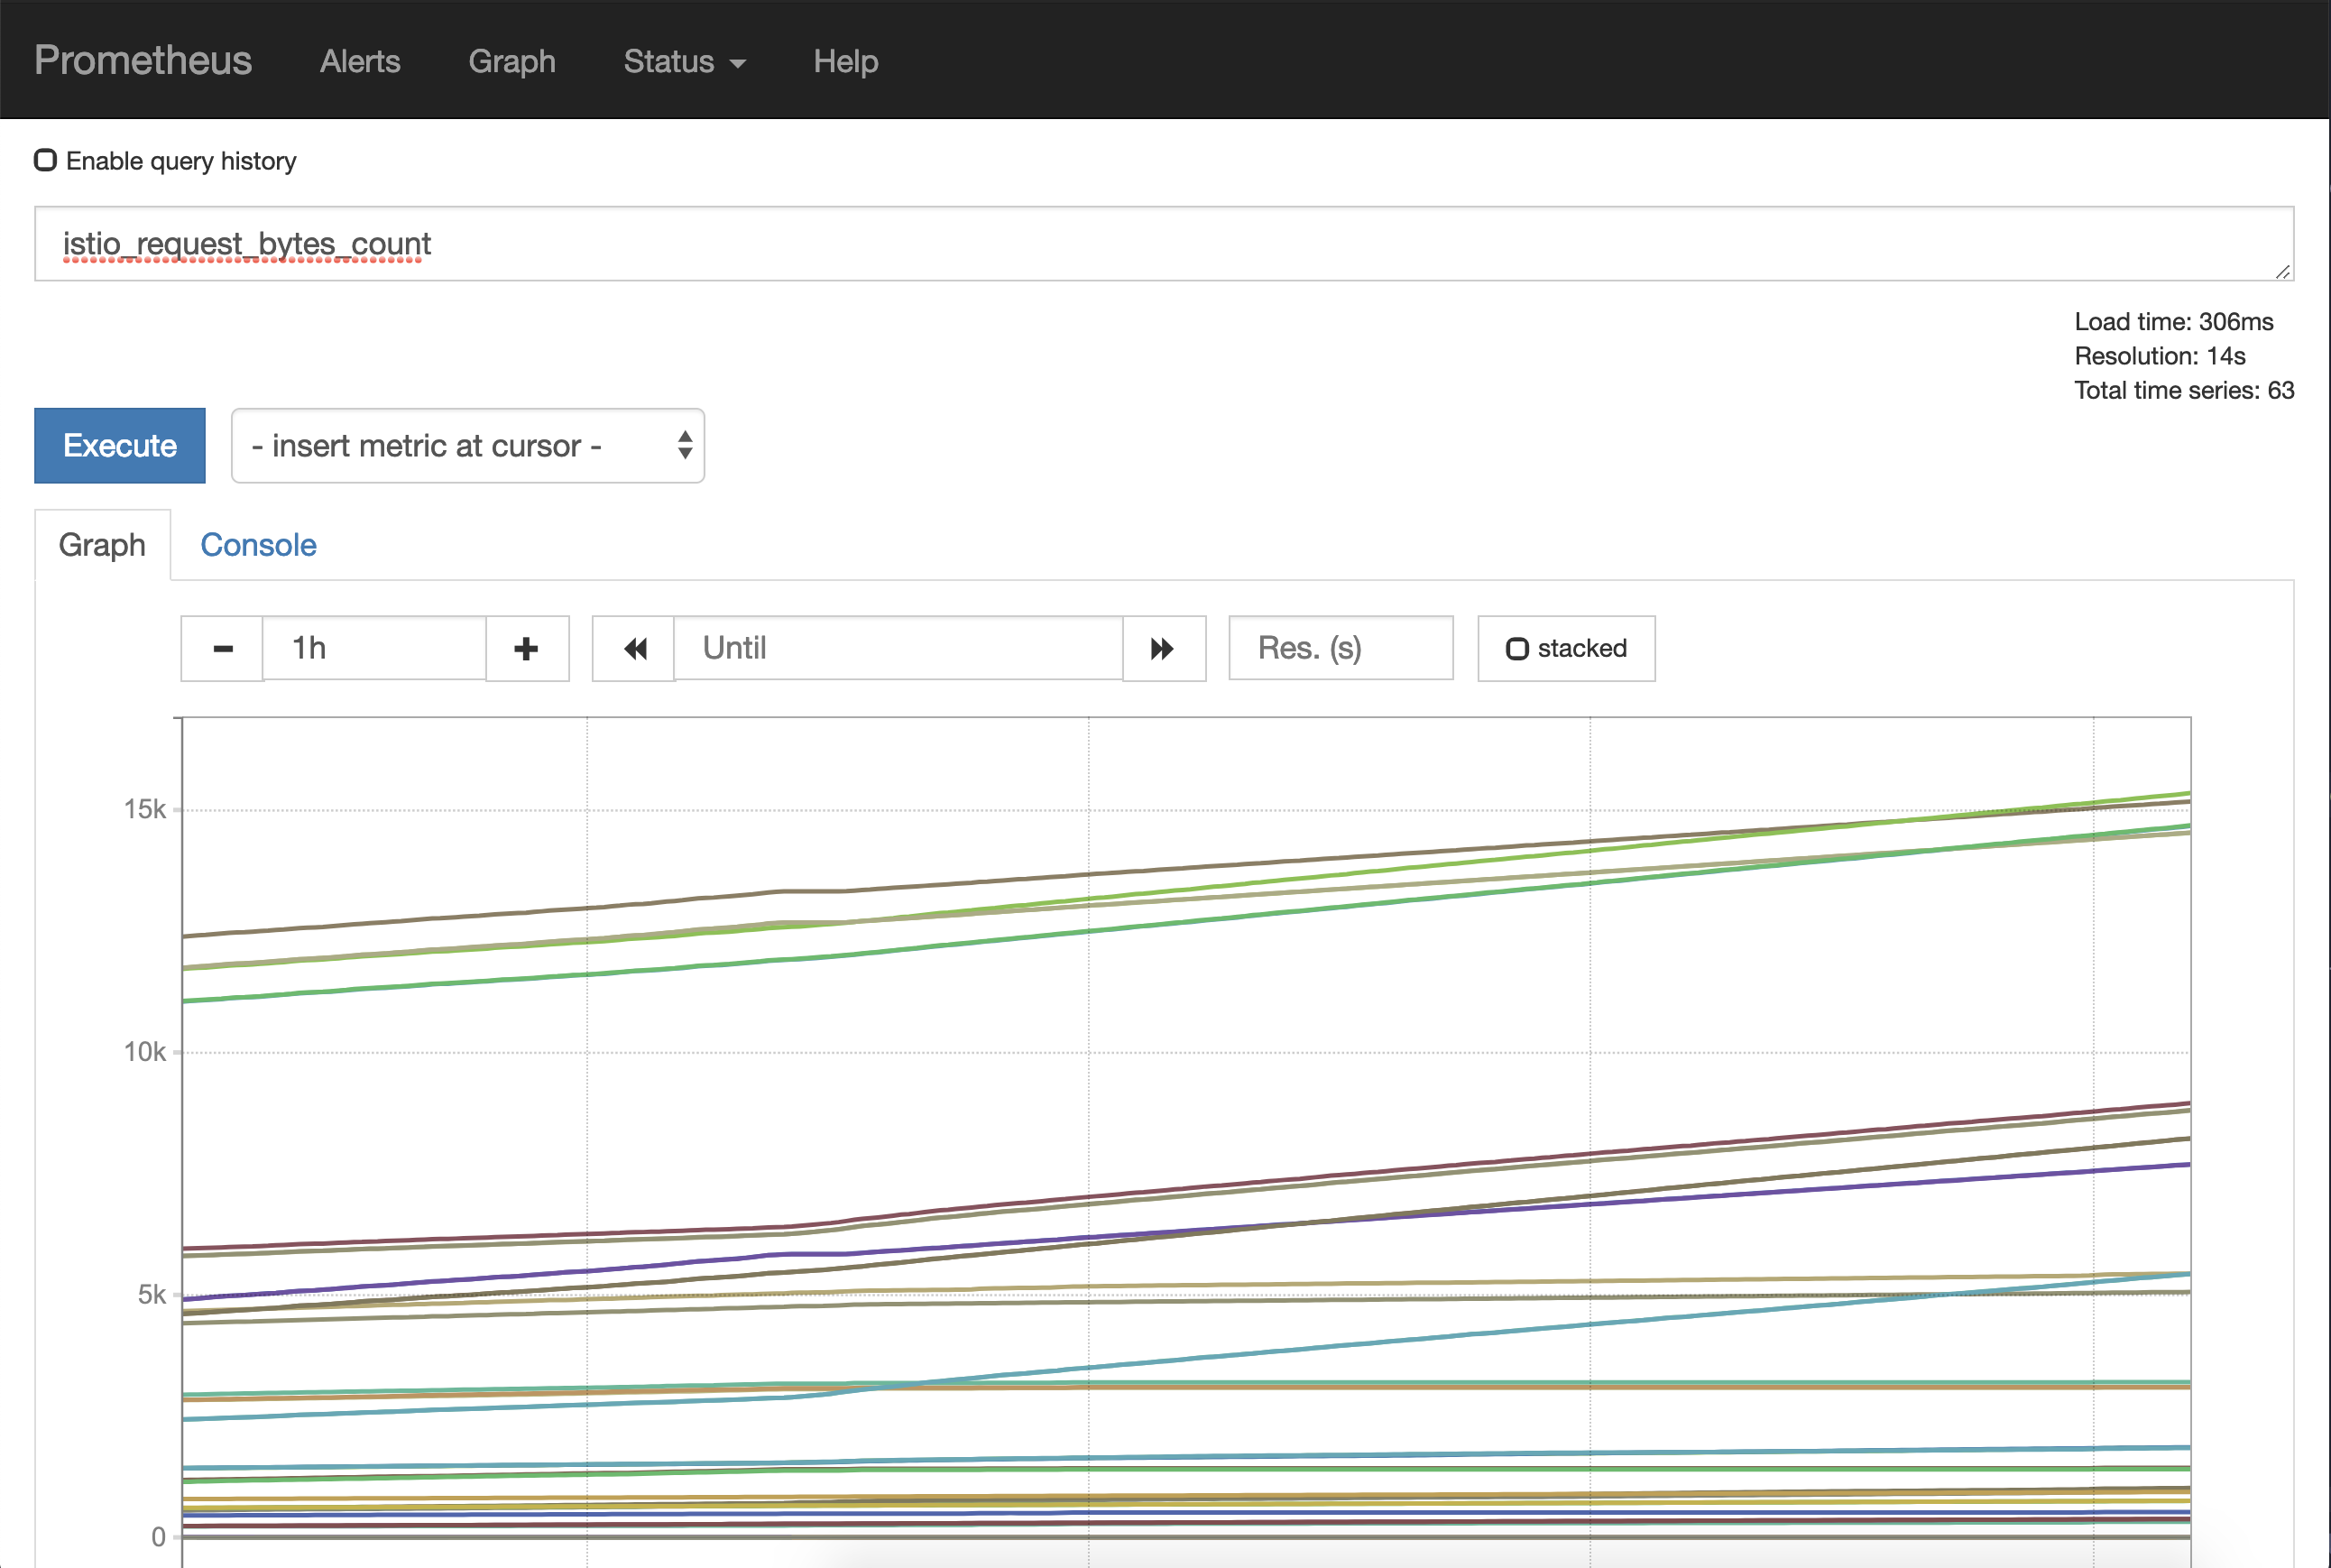 Prometheus Alerts Graph Status Help
Enable query history
istio_request_bytes_count
Load time: 306ms
Resolution: 14s
Total time series: 63
Execute - insert metric at cursor -
Graph Console
1h Until Res. (s) stacked
15k
10k
5k
0